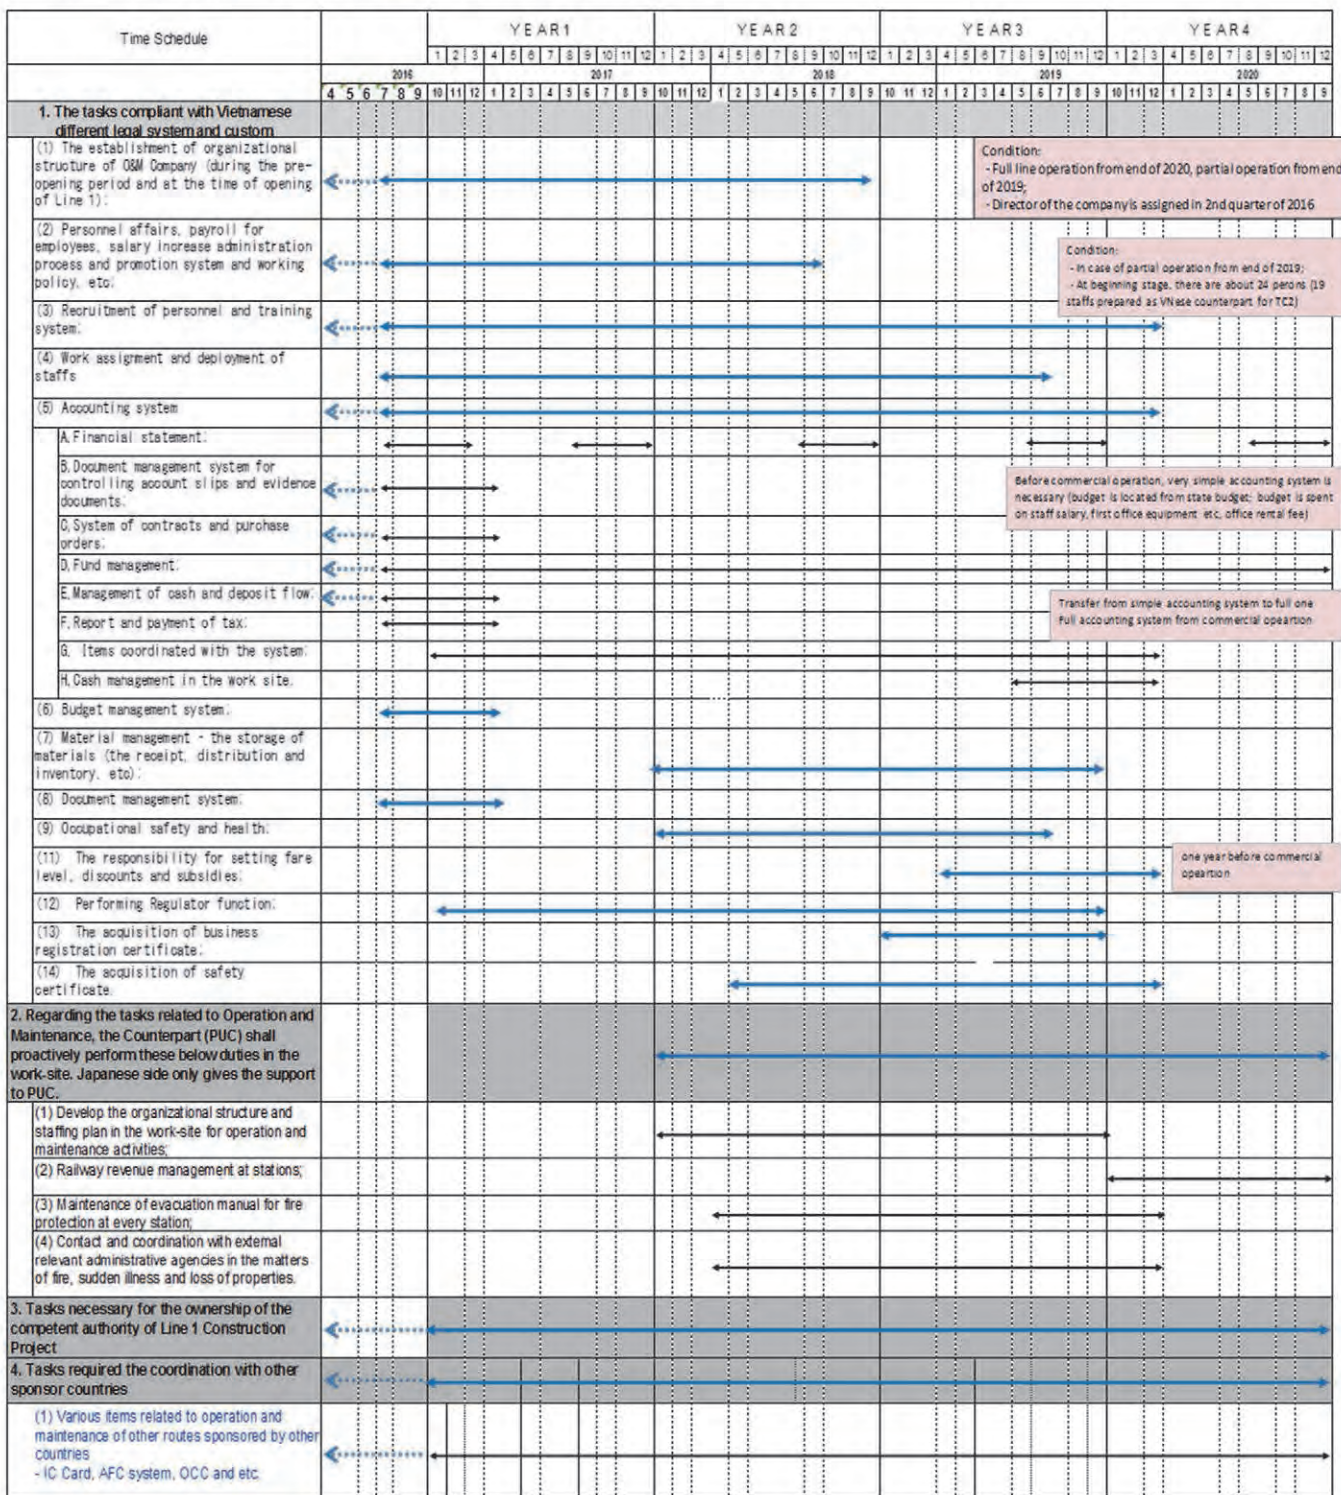 Time Schedule
YEAR1 YEAR2 YEAR3 YEAR4
1 2 3 4 5 6 7 8 9 10 11 12 1 2 3 4 5 6 7 8 9 10 11 12 1 2 3 4 5 6 7 8 9 10 11 12 1 2 3 4 5 6 7 8 9 10 11 12
2016 2017 2018 2019 2020
4 5 6 7 8 9 10 11 12 1 2 3 4 5 6 7 8 9 10 11 12 1 2 3 4 5 6 7 8 9 10 11 12 1 2 3 4 5 6 7 8 9 10 11 12 1 2 3 4 5 6 7 8 9
1. The tasks compliant with Vietnamese
different legal system and custom
(1) The establishment of organizational
structure of O&M Company (during the pre-
opening period and at the time of opening
of Line 1);
Condition:
- Full line operation from end of 2020, partial operation from end
of 2019;
- Director of the company is assigned in 2nd quarter of 2016
(2) Personnel affairs, payroll for
employees, salary increase administration
process and promotion system and working
policy, etc;
Condition:
- In case of partial operation from end of 2019;
- At beginning stage, there are about 24 perons (19
staffs prepared as VNese counterpart for TC2)
(3) Recruitment of personnel and training
system;
(4) Work assignment and deployment of
staffs
(5) Accounting system
A.Financial statement;
B.Document management system for
controlling account slips and evidence
documents;
Before commercial operation, very simple accounting system is
necessary (budget is located from state budget; budget is spent
on staff salary, first office equipment etc, office rental fee)
C.System of contracts and purchase
orders;
D.Fund management;
E.Management of cash and deposit flow;
Transfer from simple accounting system to full one
Full accounting system from commercial opeartion
F.Report and payment of tax;
G. Items coordinated with the system;
H.Cash management in the work site.
(6) Budget management system;
(7) Material management - the storage of
materials (the receipt, distribution and
inventory, etc);
(8) Document management system;
(9) Occupational safety and health;
(11) The responsibility for setting fare
level, discounts and subsidies;
one year before commercial
opeartion
(12) Performing Regulator function;
(13) The acquisition of business
registration certificate;
(14) The acquisition of safety
certificate.
2. Regarding the tasks related to Operation and
Maintenance, the Counterpart (PUC) shall
proactively perform these below duties in the
work-site. Japanese side only gives the support
to PUC.
(1) Develop the organizational structure and
staffing plan in the work-site for operation and
maintenance activities;
(2) Railway revenue management at stations;
(3) Maintenance of evacuation manual for fire
protection at every station;
(4) Contact and coordination with external
relevant administrative agencies in the matters
of fire, sudden illness and loss of properties.
3. Tasks necessary for the ownership of the
competent authority of Line 1 Construction
Project
4. Tasks required the coordination with other
sponsor countries
(1) Various items related to operation and
maintenance of other routes sponsored by other
countries
- IC Card, AFC system, OCC and etc